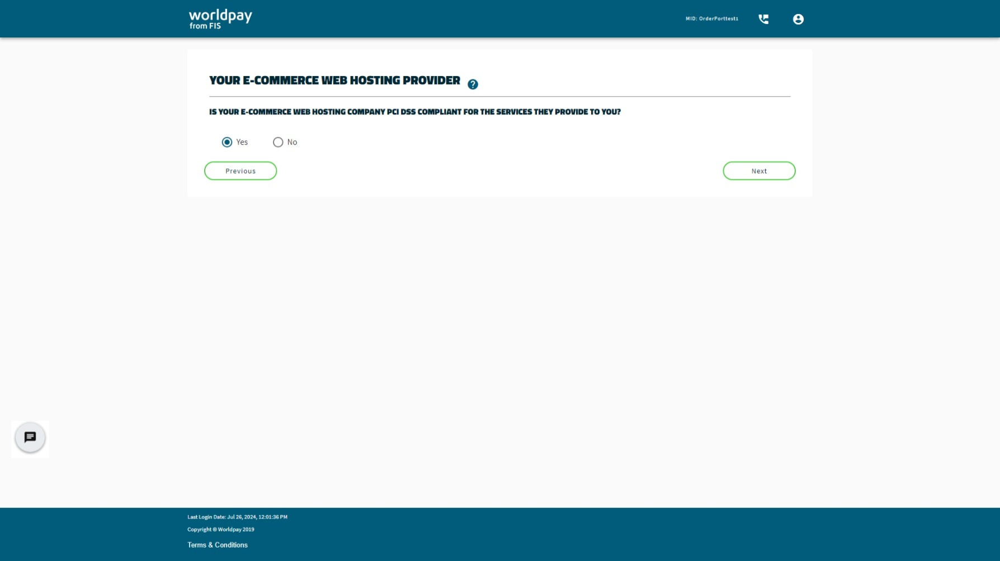 worldpay
from FIS
MID: OrderPorttest1
YOUR E-COMMERCE WEB HOSTING PROVIDER ?
IS YOUR E-COMMERCE WEB HOSTING COMPANY PCI DSS COMPLIANT FOR THE SERVICES THEY PROVIDE TO YOU?
Yes No
Previous Next
Last Login Date: Jul 26, 2024, 12:01:36 PM
Copyright © Worldpay 2019
Terms & Conditions